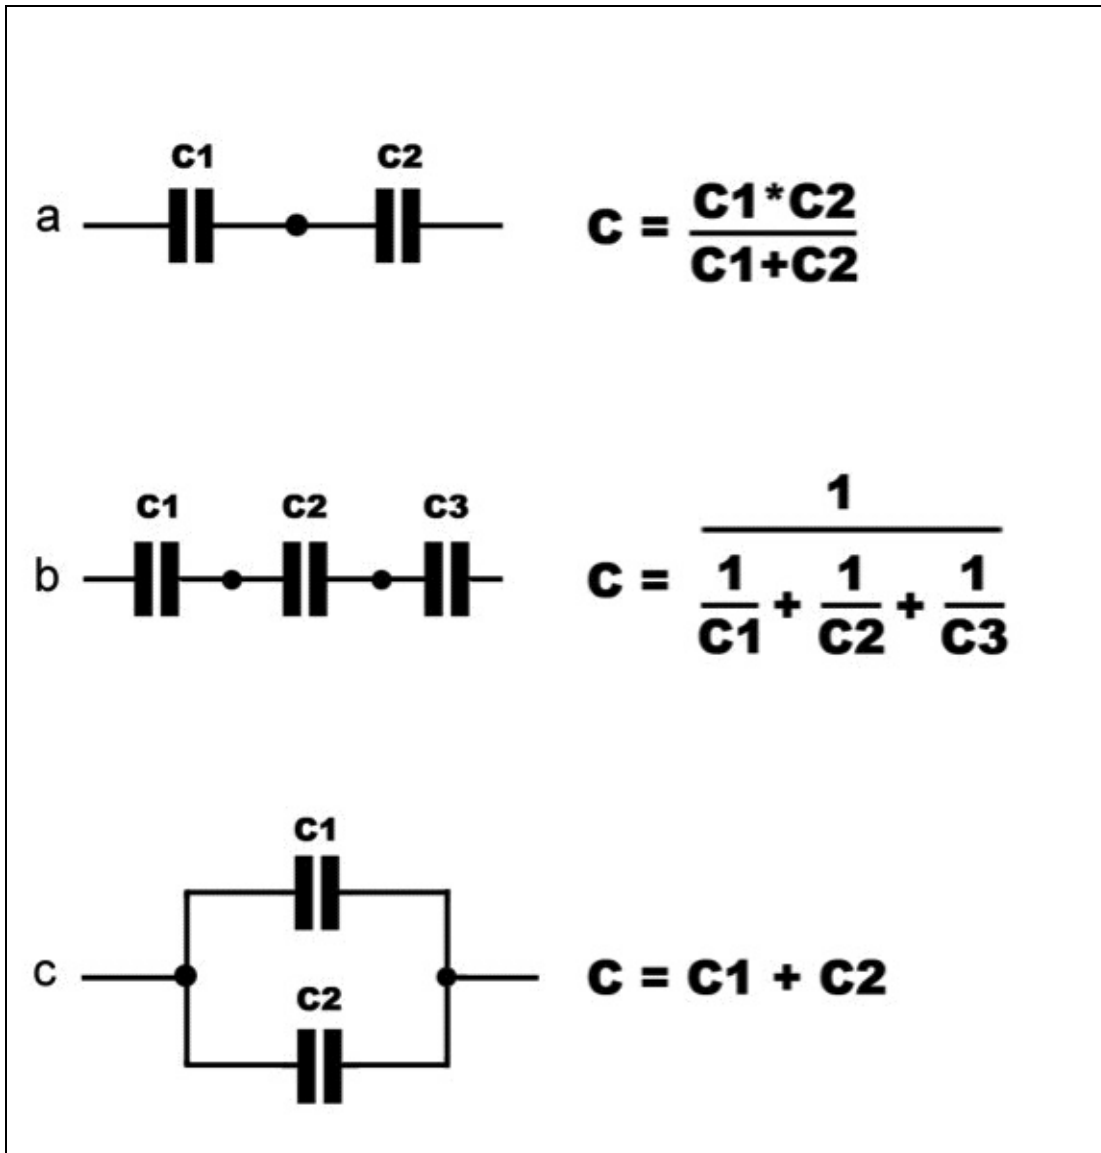 C1 C2
a
C = C1*C2
C1+C2
C1 C2 C3
b
1
C = 1 + 1 + 1
C1 C2 C3
C1
c
C2
C = C1 + C2